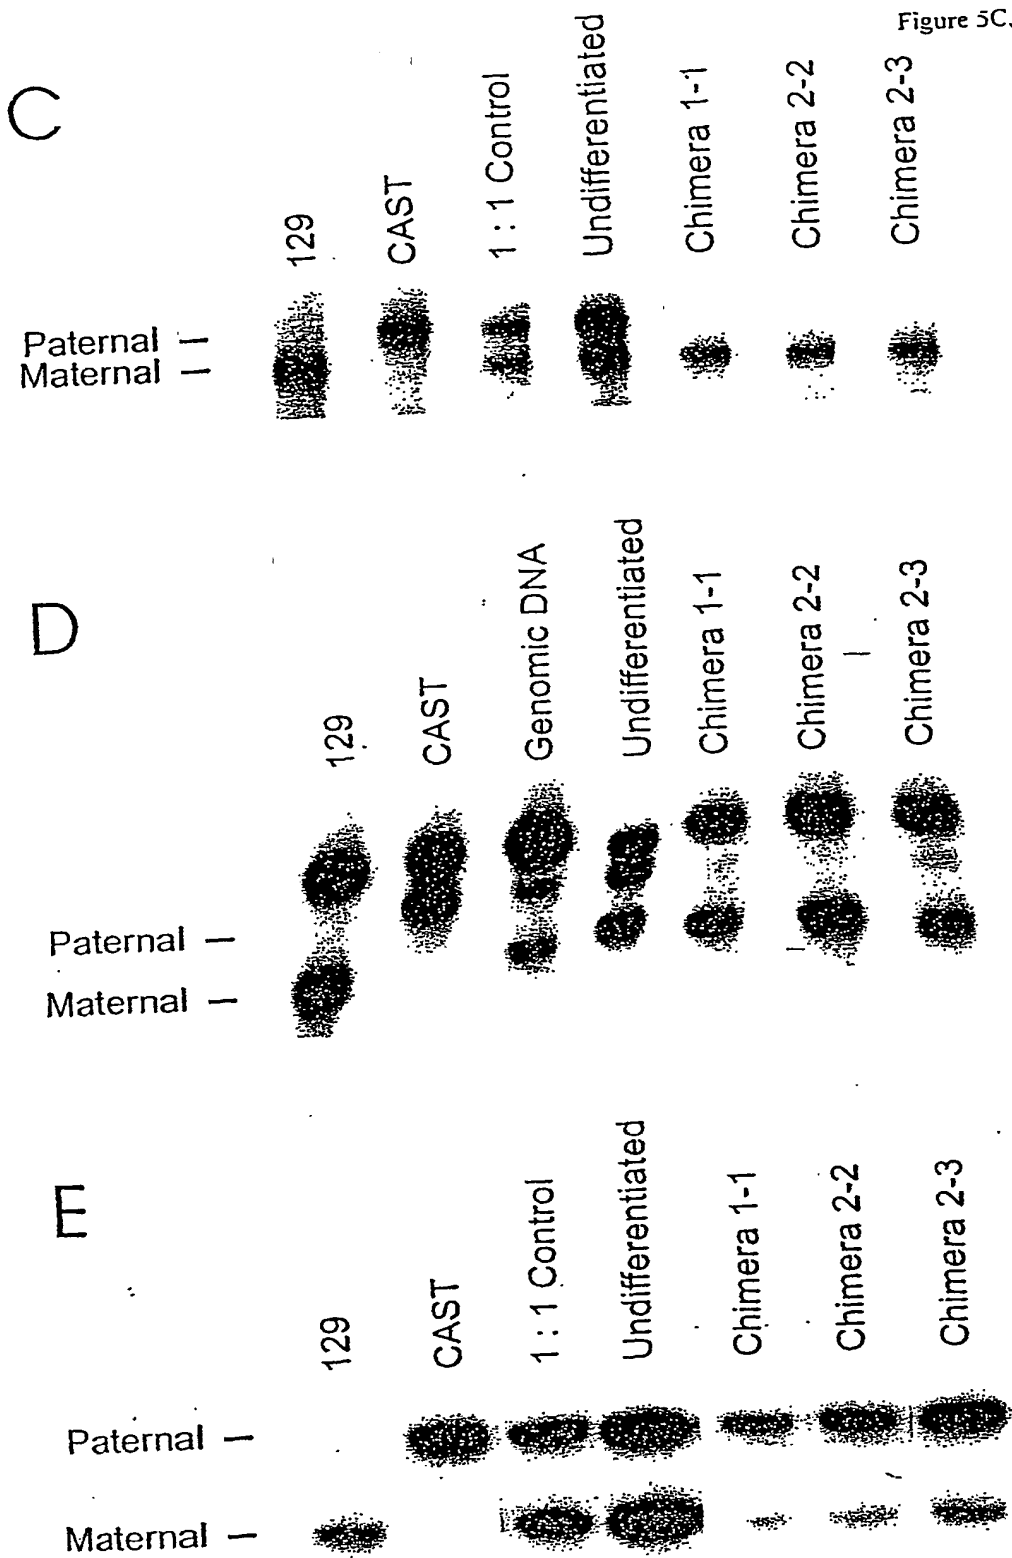 Figure 5C.
C
129
CAST
1 : 1 Control
Undifferentiated
Chimera 1-1
Chimera 2-2
Chimera 2-3
Paternal –
Maternal –
D
129
CAST
Genomic DNA
Undifferentiated
Chimera 1-1
Chimera 2-2
Chimera 2-3
Paternal –
Maternal –
E
129
CAST
1 : 1 Control
Undifferentiated
Chimera 1-1
Chimera 2-2
Chimera 2-3
Paternal –
Maternal –